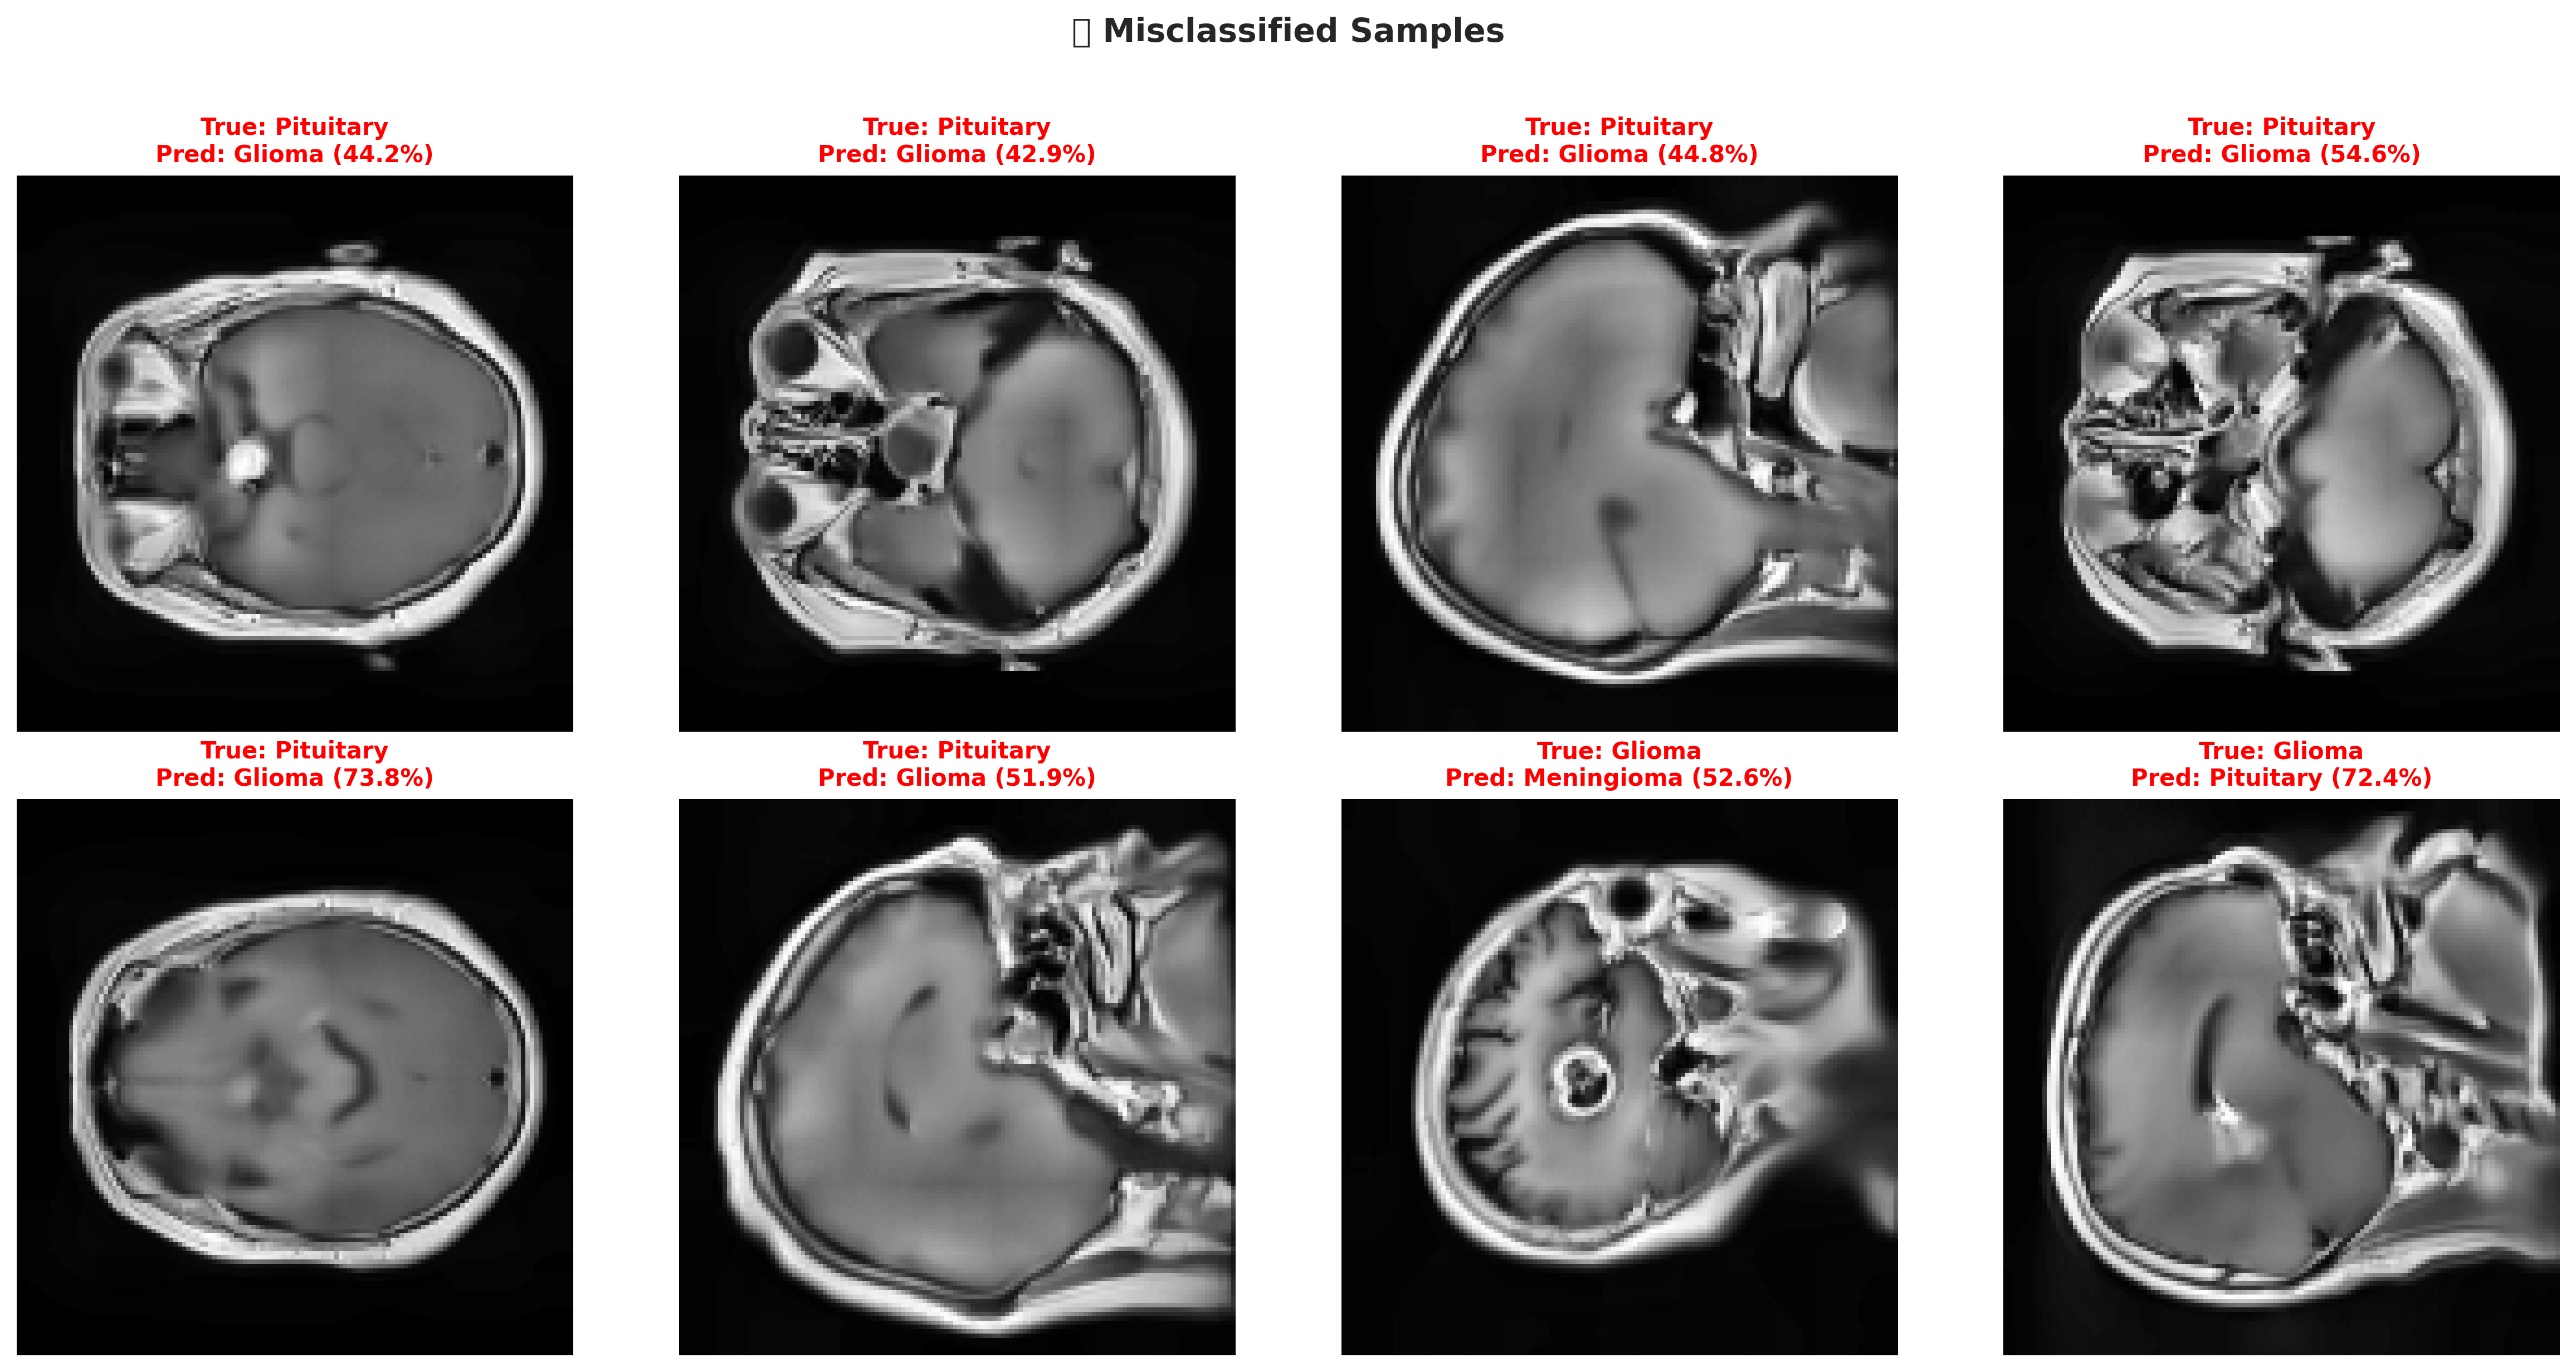 Misclassified Samples
True: Pituitary
Pred: Glioma (44.2%)
True: Pituitary
Pred: Glioma (42.9%)
True: Pituitary
Pred: Glioma (44.8%)
True: Pituitary
Pred: Glioma (54.6%)
True: Pituitary
Pred: Glioma (73.8%)
True: Pituitary
Pred: Glioma (51.9%)
True: Glioma
Pred: Meningioma (52.6%)
True: Glioma
Pred: Pituitary (72.4%)